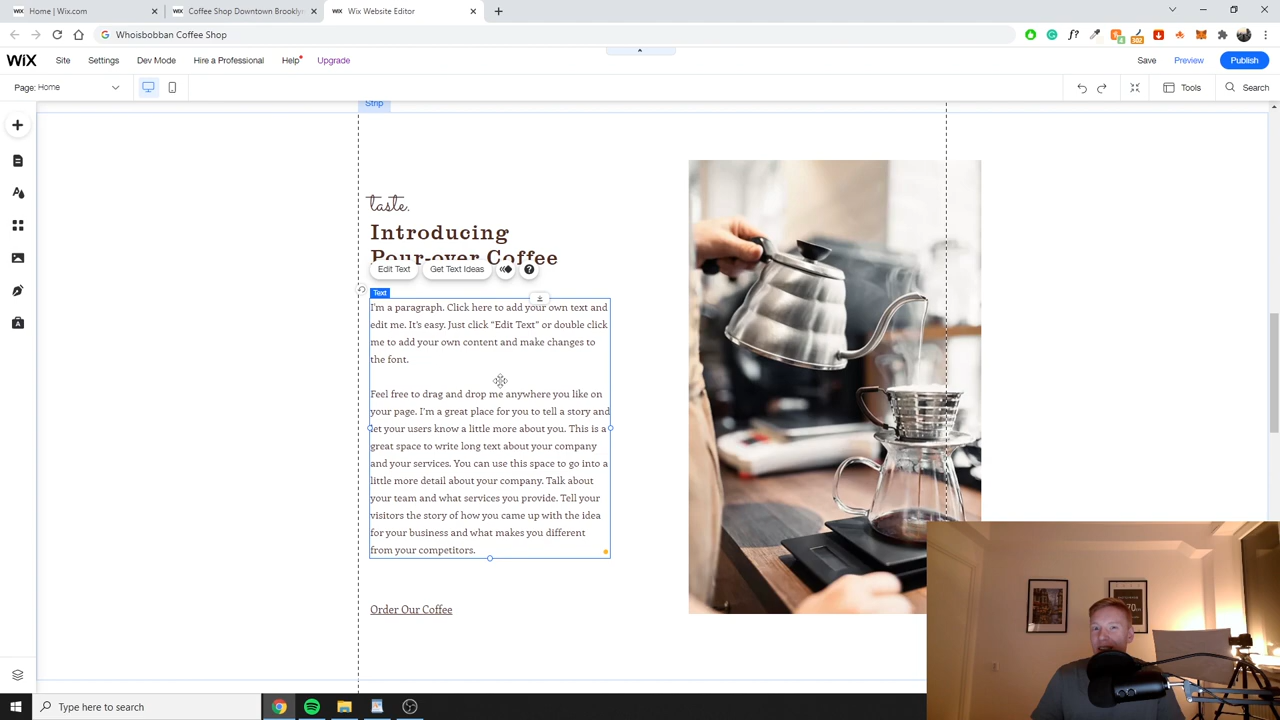 Home | Wix.com
Coffee Shop Downtown Brooklyn
Wix Website Editor
Whoisbobban Coffee Shop
WiX
Site
Settings
Dev Mode
Hire a Professional
Help
Upgrade
Save
Preview
Publish
Page: Home
Tools
Search
Strip
taste.
Introducing
Pour-over Coffee
Edit Text
Get Text Ideas
Text
I'm a paragraph. Click here to add your own text and
edit me. It's easy. Just click “Edit Text” or double click
me to add your own content and make changes to
the font.
Feel free to drag and drop me anywhere you like on
your page. I'm a great place for you to tell a story and
let your users know a little more about you. This is a
great space to write long text about your company
and your services. You can use this space to go into a
little more detail about your company. Talk about
your team and what services you provide. Tell your
visitors the story of how you came up with the idea
for your business and what makes you different
from your competitors.
Order Our Coffee
Type here to search